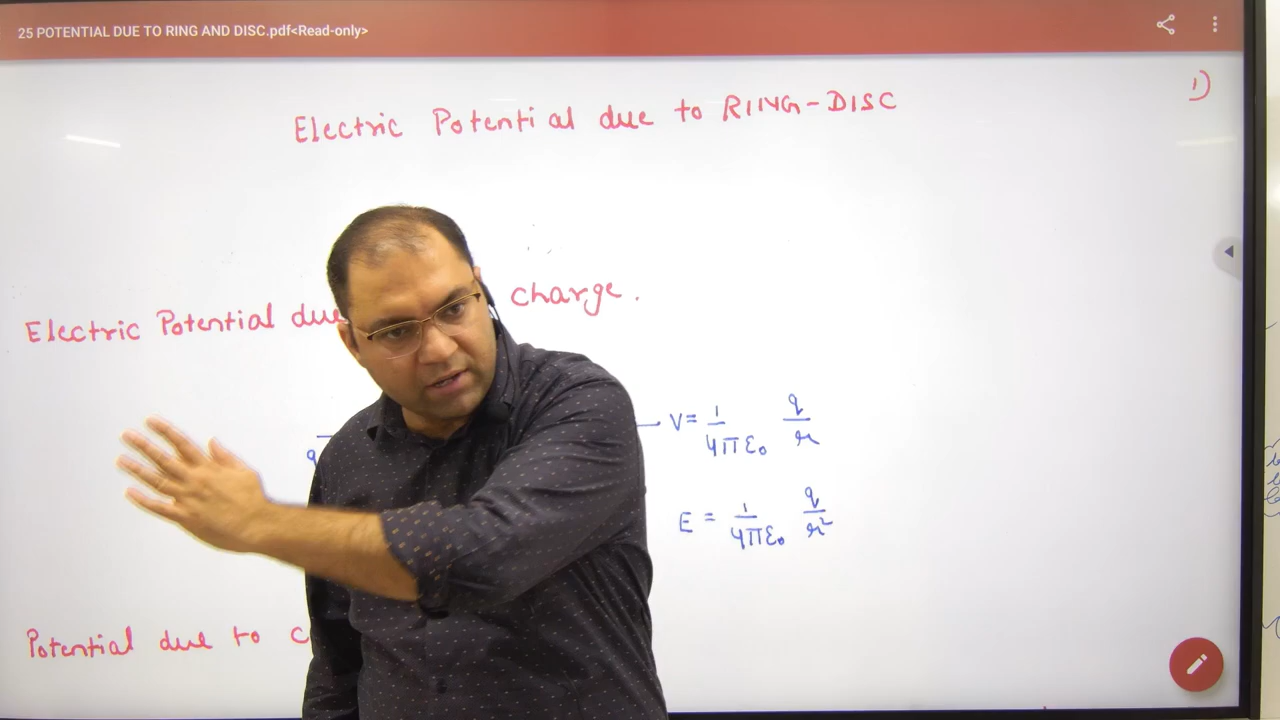 25 POTENTIAL DUE TO RING AND DISC.pdf<Read-only>
1)
Electric Potential due to RING-DISC
Electric Potential due charge.
V = 1/4πε₀ q/r
q
E = 1/4πε₀ q/r²
Potential due to c